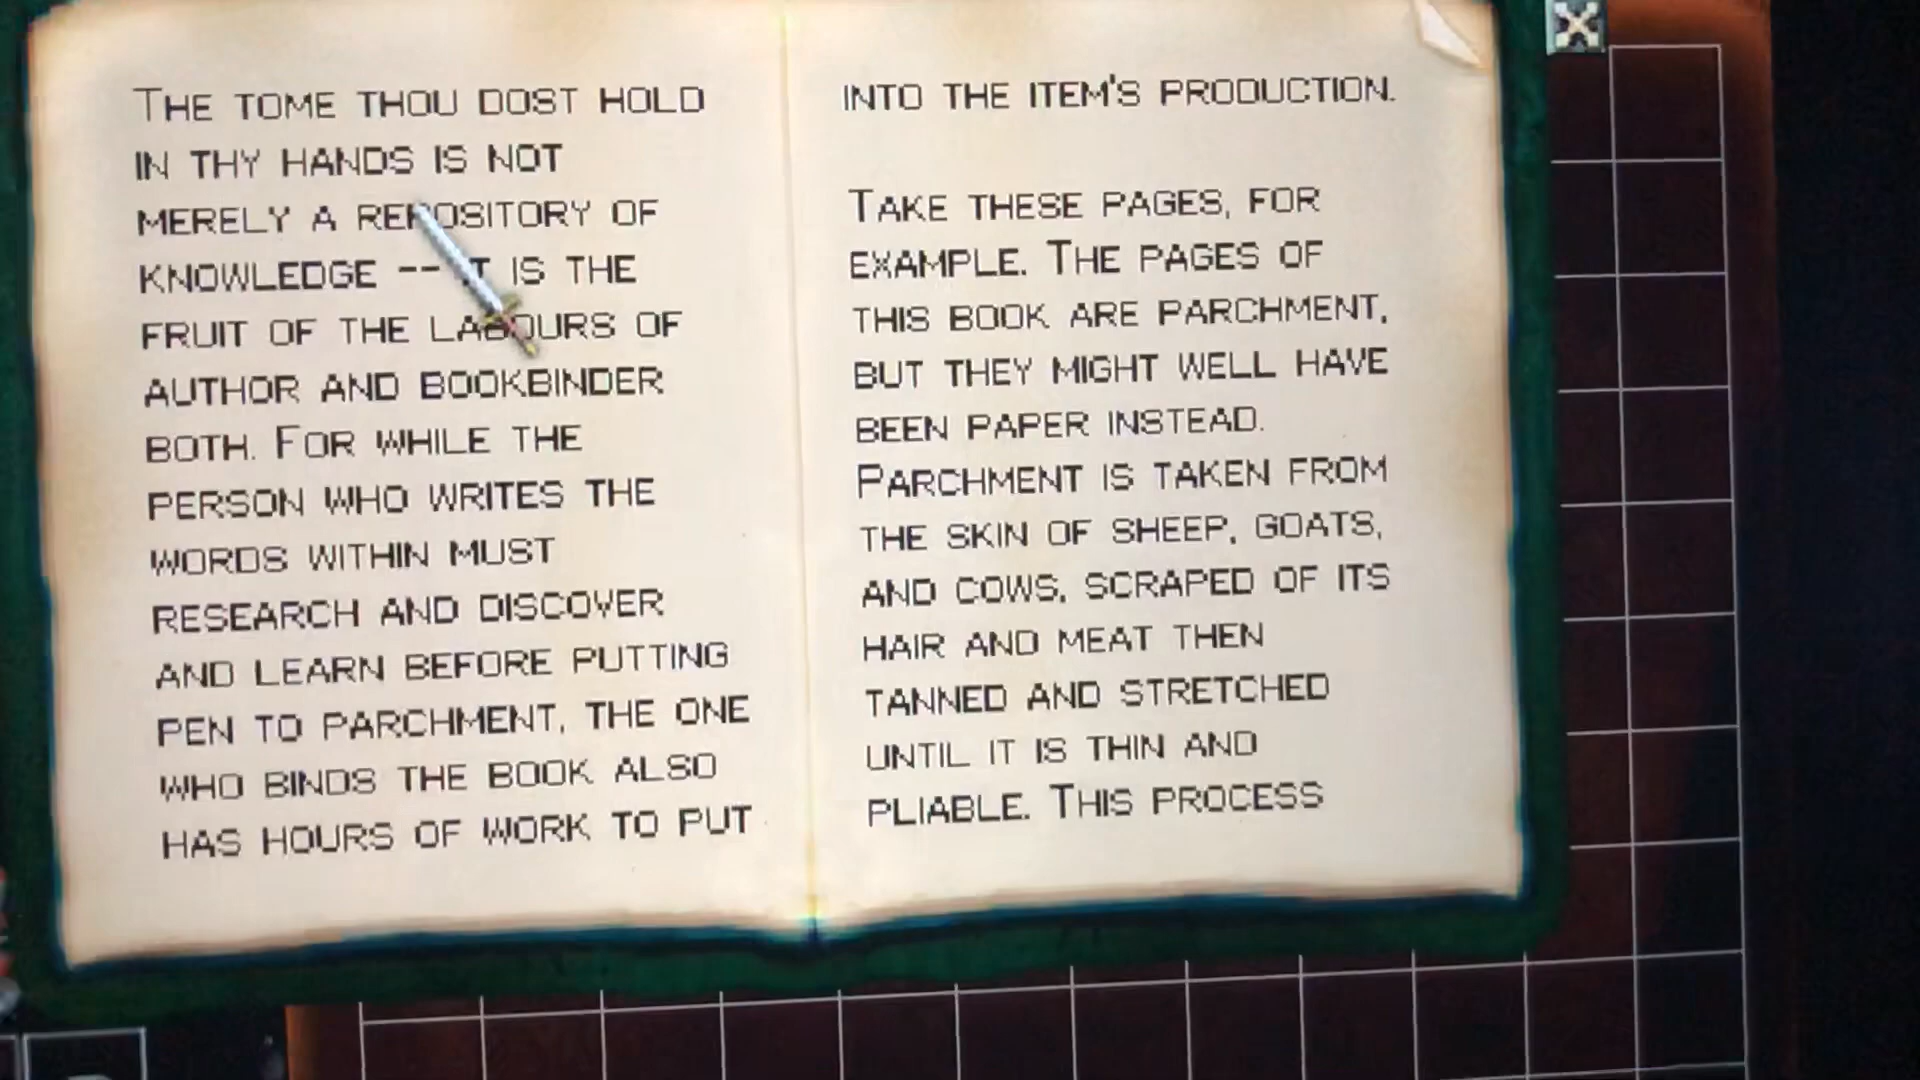 The tome thou dost hold
in thy hands is not
merely a repository of
knowledge -- it is the
fruit of the labours of
author and bookbinder
both. For while the
person who writes the
words within must
research and discover
and learn before putting
pen to parchment, the one
who binds the book also
has hours of work to put
into the item's production.
Take these pages, for
example. The pages of
this book are parchment,
but they might well have
been paper instead.
Parchment is taken from
the skin of sheep, goats,
and cows, scraped of its
hair and meat then
tanned and stretched
until it is thin and
pliable. This process